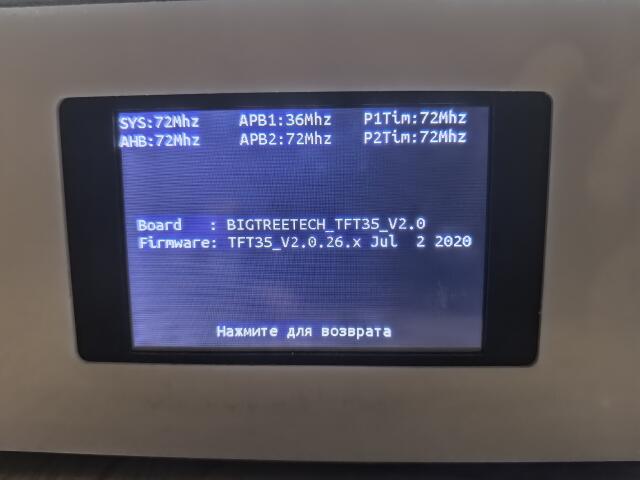 SYS:72Mhz APB1:36Mhz P1Tim:72Mhz
AHB:72Mhz APB2:72Mhz P2Tim:72Mhz
Board : BIGTREETECH_TFT35_V2.0
Firmware: TFT35_V2.0.26.x Jul 2 2020
Нажмите для возврата